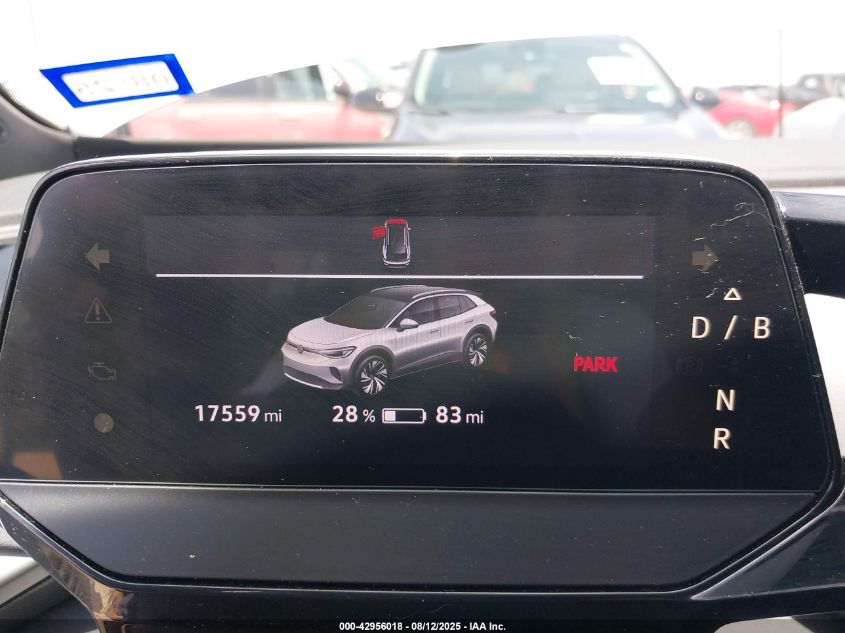 17559 mi 28 % 83 mi
PARK
D / B
N
R
000-42956018 - 08/12/2025 - IAA Inc.